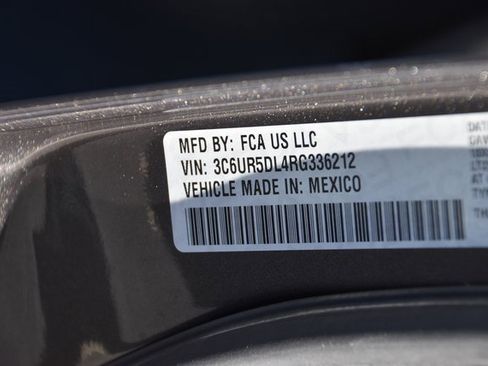 MFD BY: FCA US LLC
VIN: 3C6UR5DL4RG336212
VEHICLE MADE IN: MEXICO